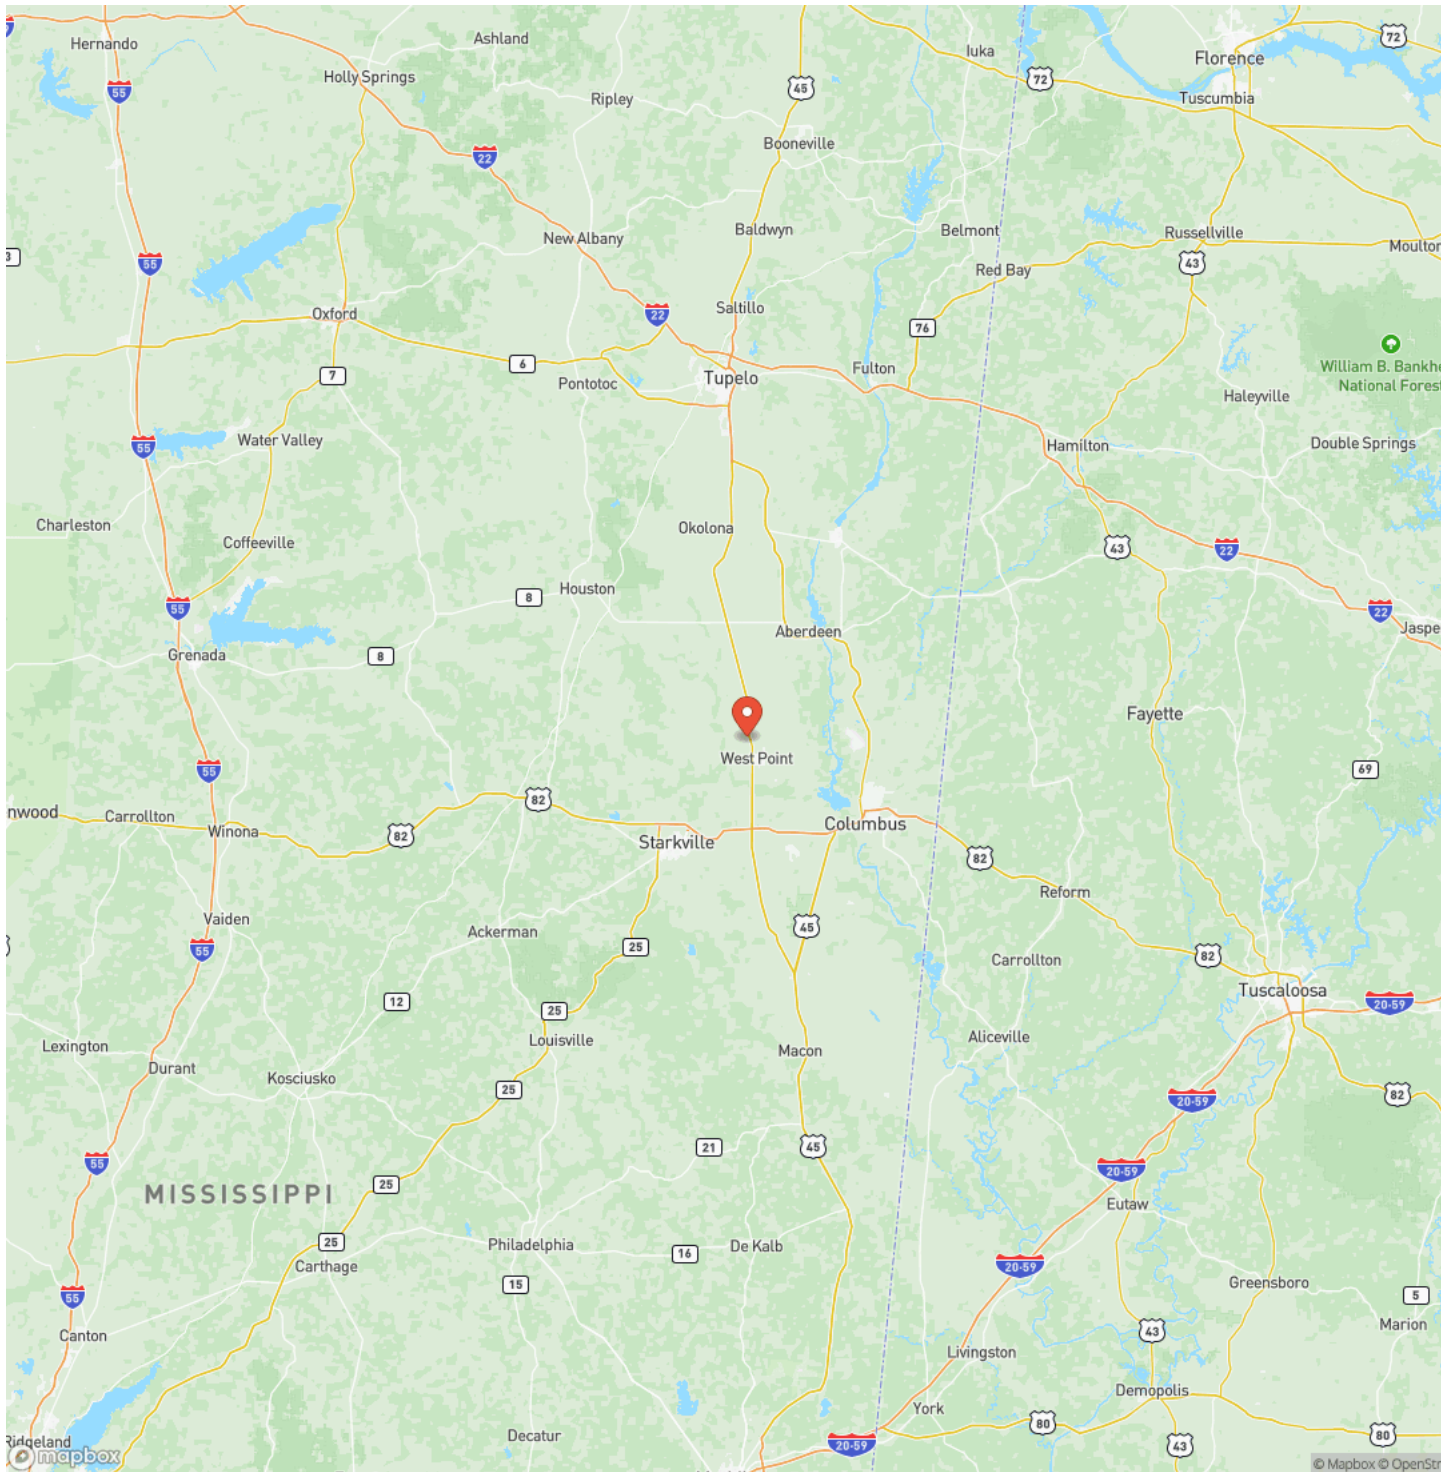 Hernando
Ashland
Iuka
72
Florence
55
Holly Springs
45
72
Tuscumbia
Ripley
Booneville
22
New Albany
Baldwyn
Belmont
Russellville
Moulton
3
55
Red Bay
43
Oxford
22
Saltillo
76
7
6
Pontotoc
Tupelo
Fulton
William B. Bankhe
National Forest
Haleyville
55
Water Valley
Hamilton
Double Springs
Charleston
Coffeeville
Okolona
43
22
55
8
Houston
22
Aberdeen
Jaspe
Grenada
8
Fayette
West Point
55
69
82
nwood
Carrollton
Winona
82
Starkville
Columbus
82
Reform
Vaiden
Ackerman
45
55
25
Carrollton
82
Tuscaloosa
12
25
20-59
Lexington
Louisville
Macon
Aliceville
Durant
Kosciusko
25
20-59
82
55
21
45
20-59
MISSISSIPPI
25
Eutaw
25
Philadelphia
16
De Kalb
Carthage
15
20-59
Greensboro
55
5
Canton
43
Marion
Livingston
Demopolis
York
80
Ridgeland
Decatur
20-59
43
80
mapbox
© Mapbox © OpenStr